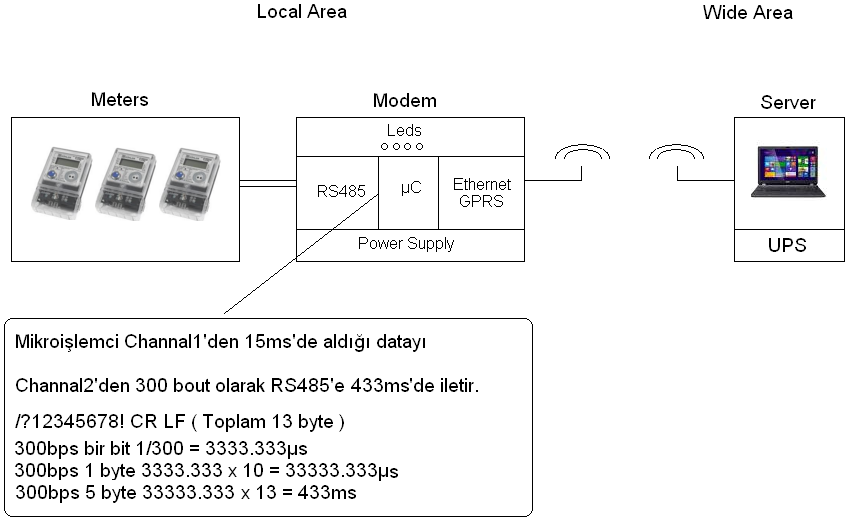 Local Area
Wide Area
Meters
Modem
Server
Leds
RS485
µC
Ethernet
GPRS
Power Supply
UPS
Mikroişlemci Channal1'den 15ms'de aldığı datayı
Channal2'den 300 bout olarak RS485'e 433ms'de iletir.
/?12345678! CR LF ( Toplam 13 byte )
300bps bir bit 1/300 = 3333.333µs
300bps 1 byte 3333.333 x 10 = 33333.333µs
300bps 5 byte 33333.333 x 13 = 433ms